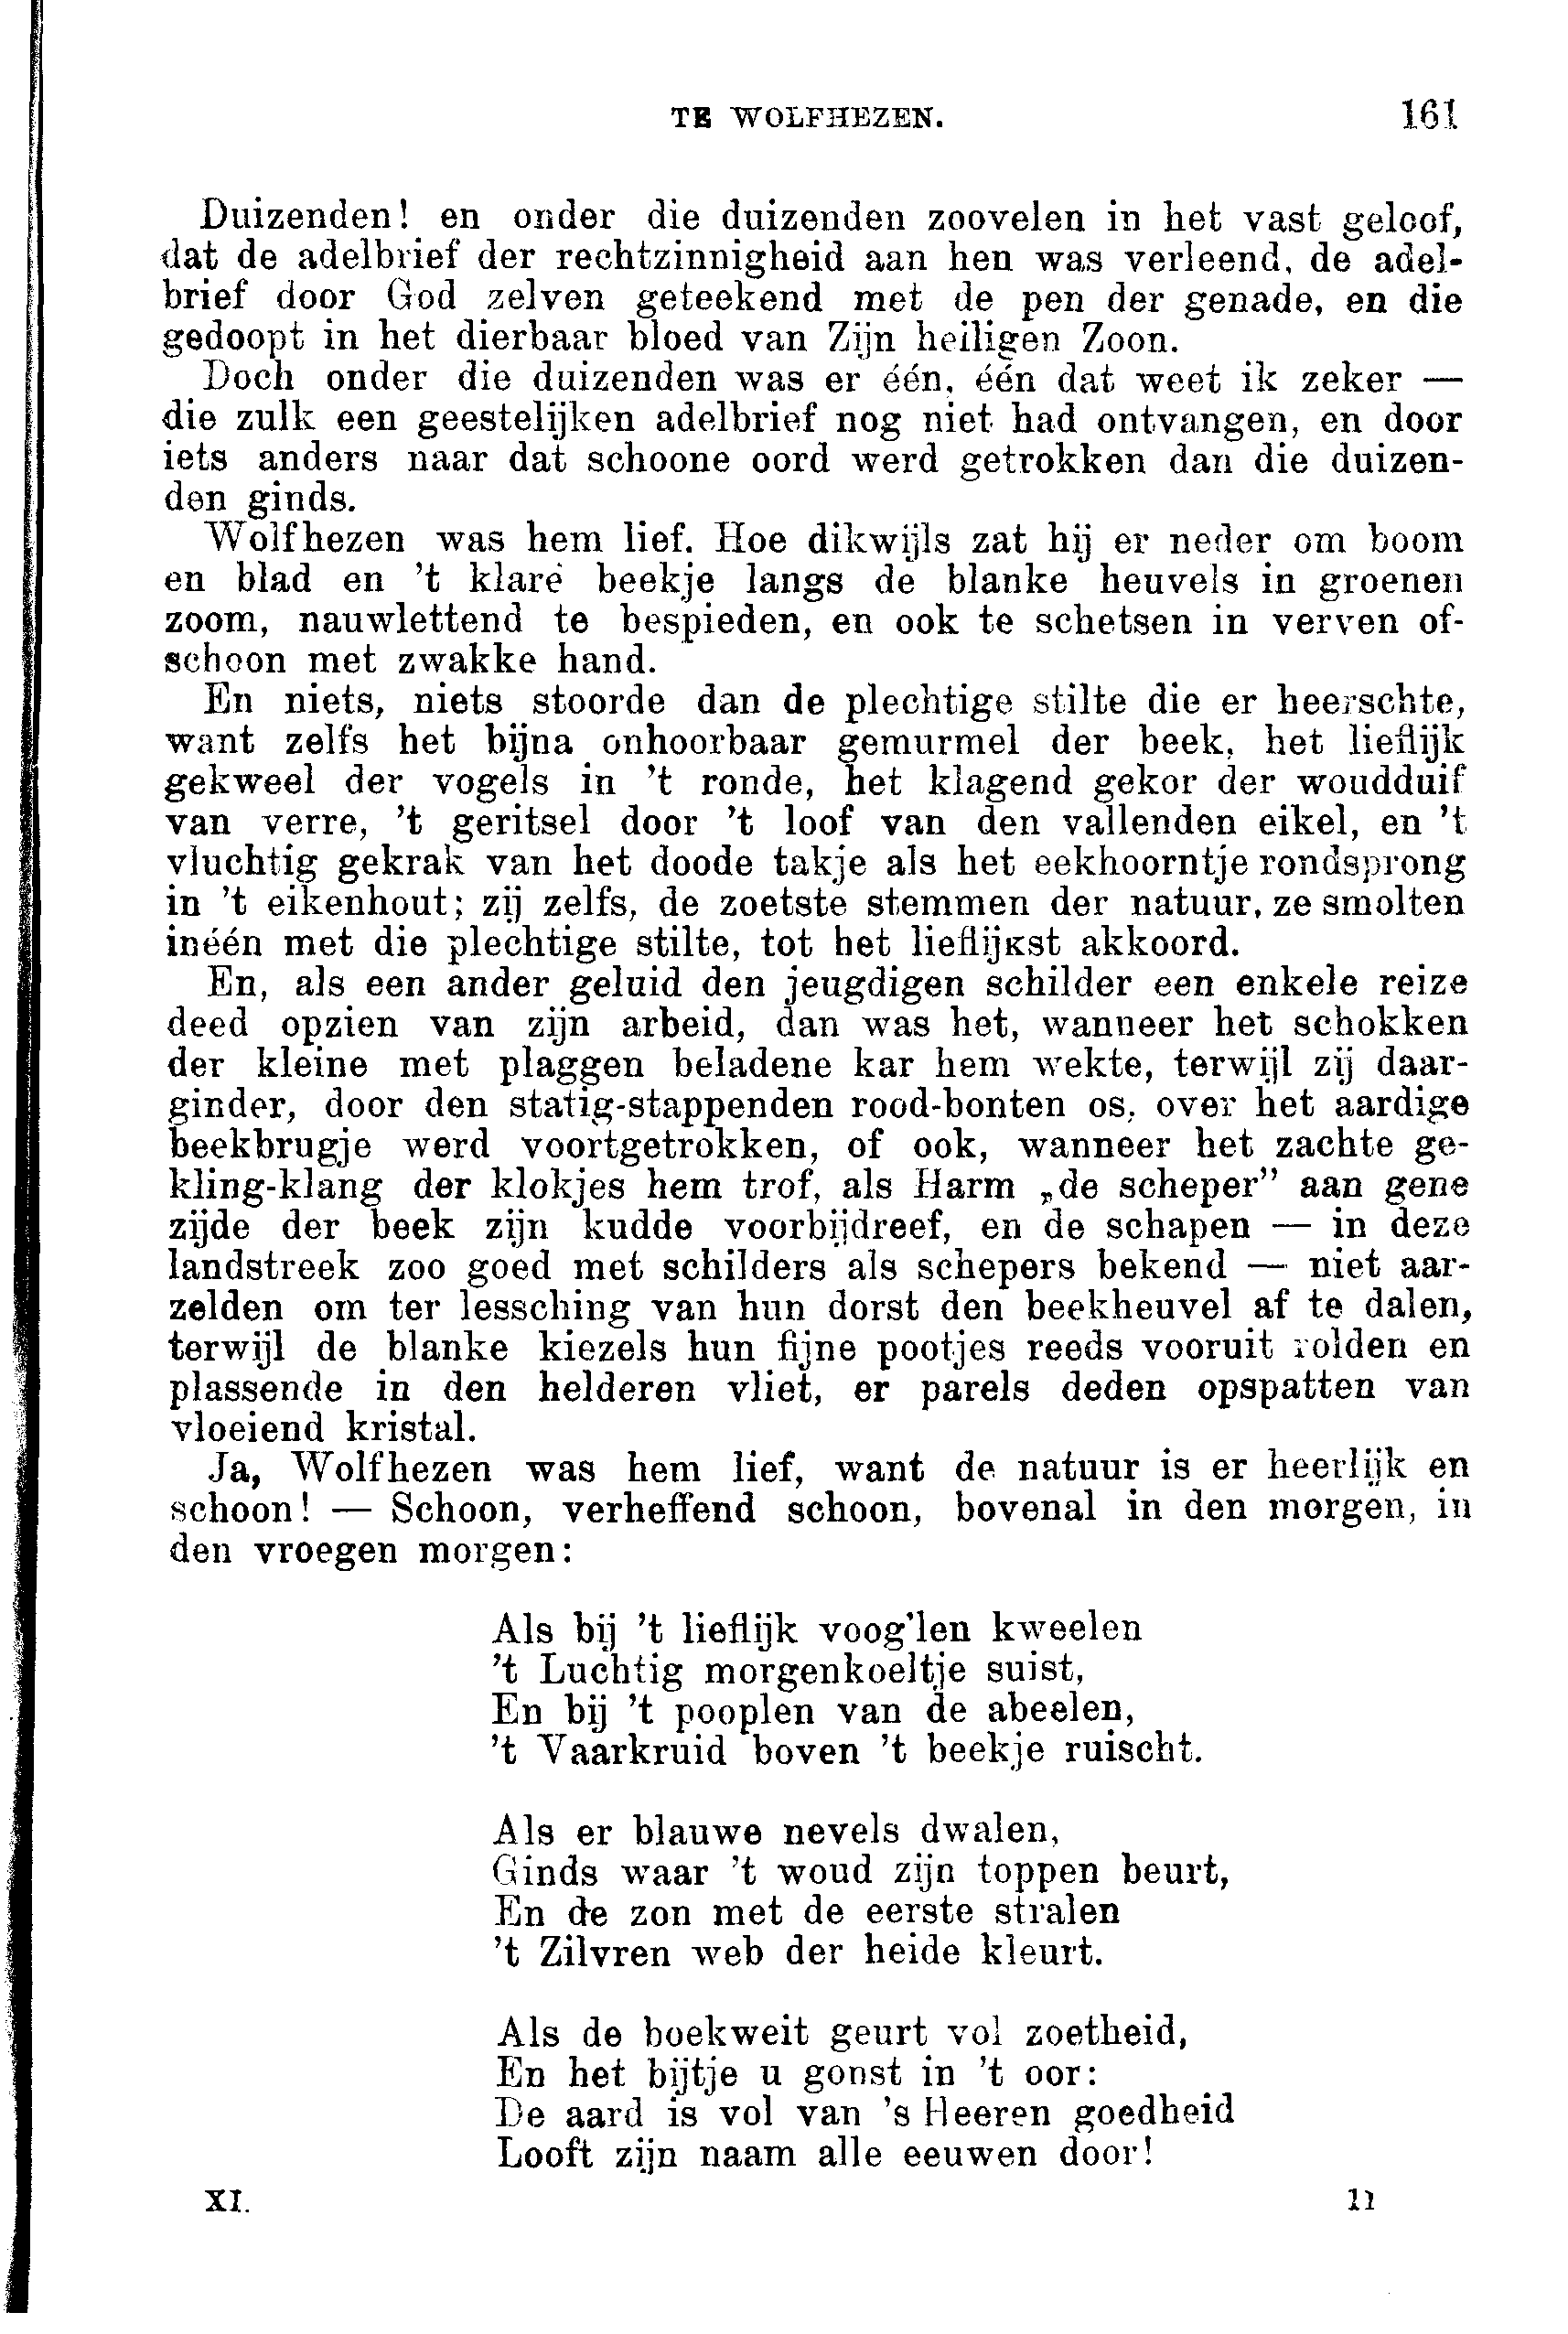 TE WOLFHEZEN. 161
Duizenden! en onder die duizenden zoovelen in het vast geloof,
dat de adelbrief der rechtzinnigheid aan hen was verleend, de adel-
brief door God zelven geteekend met de pen der genade, en die
gedoopt in het dierbaar bloed van Zijn heiligen Zoon.
Doch onder die duizenden was er één, één dat weet ik zeker —
die zulk een geestelijken adelbrief nog niet had ontvangen, en door
iets anders naar dat schoone oord werd getrokken dan die duizen-
den ginds.
Wolfhezen was hem lief. Hoe dikwijls zat hij er neder om boom
en blad en 't klare beekje langs de blanke heuvels in groenen
zoom, nauwlettend te bespieden, en ook te schetsen in verven of-
schoon met zwakke hand.
En niets, niets stoorde dan de plechtige stilte die er heerschte,
want zelfs het bijna onhoorbaar gemurmel der beek, het lieflijk
gekweel der vogels in 't ronde, het klagend gekor der woudduif
van verre, 't geritsel door 't loof van den vallenden eikel, en 't
vluchtig gekrak van het doode takje als het eekhoorntje rondsprong
in 't eikenhout; zij zelfs, de zoetste stemmen der natuur, ze smolten
inéén met die plechtige stilte, tot het lieflijkst akkoord.
En, als een ander geluid den jeugdigen schilder een enkele reize
deed opzien van zijn arbeid, dan was het, wanneer het schokken
der kleine met plaggen beladene kar hem wekte, terwijl zij daar-
ginder, door den statig-stappenden rood-bonten os, over het aardige
beekbrugje werd voortgetrokken, of ook, wanneer het zachte ge-
kling-klang der klokjes hem trof, als Harm „de scheper” aan gene
zijde der beek zijn kudde voorbijdreef, en de schapen — in deze
landstreek zoo goed met schilders als schepers bekend — niet aar-
zelden om ter lessching van hun dorst den beekheuvel af te dalen,
terwijl de blanke kiezels hun fijne pootjes reeds vooruit rolden en
plassende in den helderen vliet, er parels deden opspatten van
vloeiend kristal.
Ja, Wolfhezen was hem lief, want de natuur is er heerlijk en
schoon! — Schoon, verheffend schoon, bovenal in den morgen, in
den vroegen morgen:
Als bij 't lieflijk voog'len kweelen
't Luchtig morgenkoeltje suist,
En bij 't pooplen van de abeelen,
't Vaarkruid boven 't beekje ruischt.
Als er blauwe nevels dwalen,
Ginds waar 't woud zijn toppen beurt,
En de zon met de eerste stralen
't Zilvren web der heide kleurt.
Als de boekweit geurt vol zoetheid,
En het bijtje u gonst in 't oor:
De aard is vol van 's Heeren goedheid
Looft zijn naam alle eeuwen door!
XI. 11